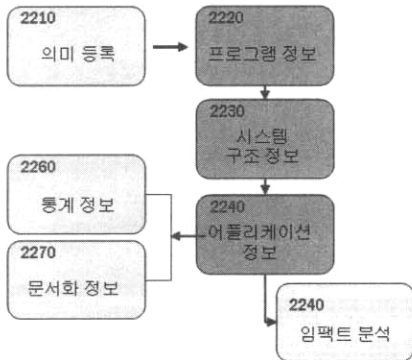 2210
의미 등록
2220
프로그램 정보
2230
시스템
구조 정보
2260
통계 정보
2240
어플리케이션
정보
2270
문서화 정보
2240
임팩트 분석